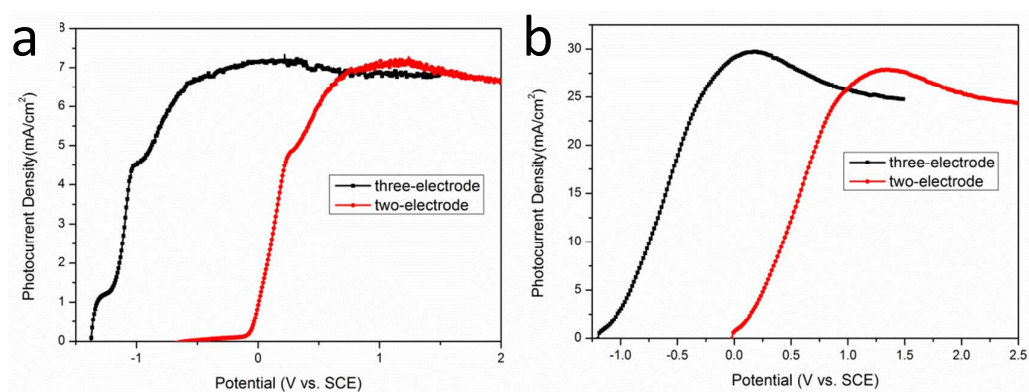 a
8
7
6
5
4
3
2
1
0
Photocurrent Density(mA/cm²)
three-electrode
two-electrode
-1
0
1
2
Potential (V vs. SCE)
b
30
25
20
15
10
5
0
Photocurrent Density(mA/cm²)
three-electrode
two-electrode
-1.0
-0.5
0.0
0.5
1.0
1.5
2.0
2.5
Potential (V vs. SCE)